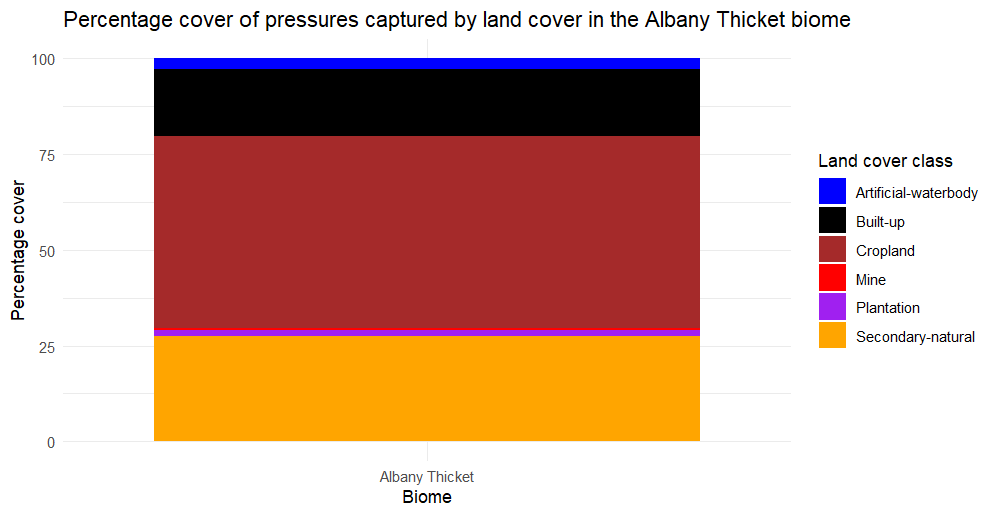 Percentage cover of pressures captured by land cover in the Albany Thicket biome
100
75
50
25
0
Percentage cover
Albany Thicket
Biome
Land cover class
Artificial-waterbody
Built-up
Cropland
Mine
Plantation
Secondary-natural